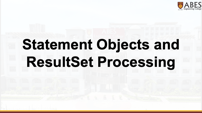 ABES
Statement Objects and
ResultSet Processing